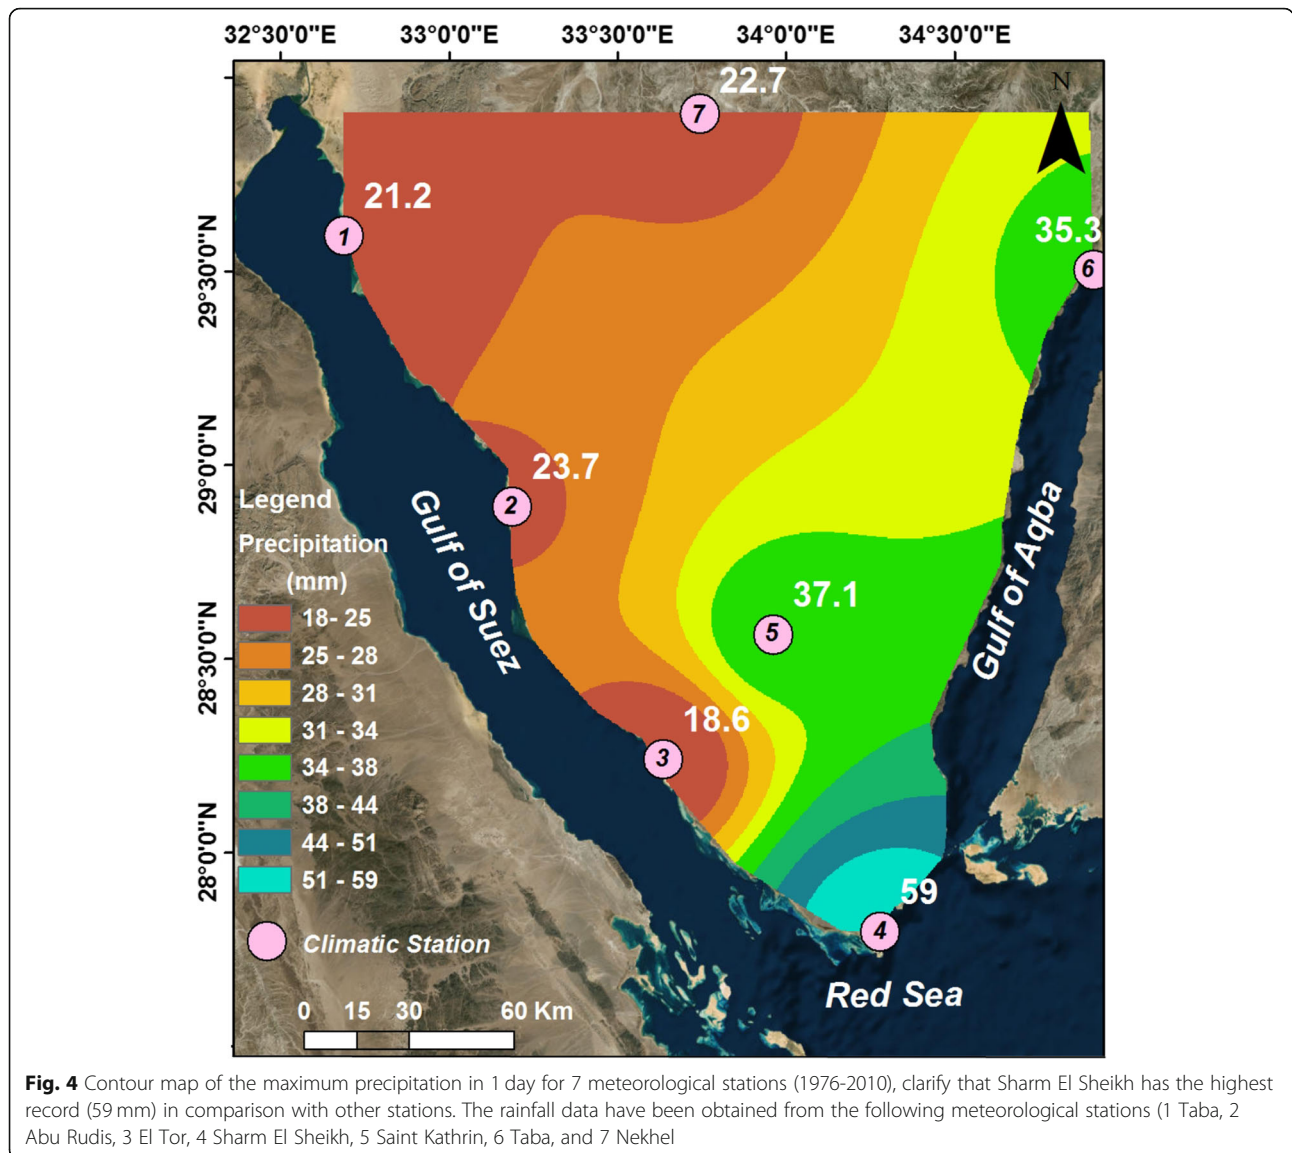 32°30'0"E 33°0'0"E 33°30'0"E 34°0'0"E 34°30'0"E
N
22.7
7
21.2
1
35.3
6
29°30'0"N
29°0'0"N
28°30'0"N
28°0'0"N
23.7
2
Gulf of Suez
Gulf of Aqba
37.1
5
18.6
3
59
4
Red Sea
Legend
Precipitation
(mm)
18- 25
25 - 28
28 - 31
31 - 34
34 - 38
38 - 44
44 - 51
51 - 59
Climatic Station
0 15 30 60 Km
Fig. 4 Contour map of the maximum precipitation in 1 day for 7 meteorological stations (1976-2010), clarify that Sharm El Sheikh has the highest
record (59 mm) in comparison with other stations. The rainfall data have been obtained from the following meteorological stations (1 Taba, 2
Abu Rudis, 3 El Tor, 4 Sharm El Sheikh, 5 Saint Kathrin, 6 Taba, and 7 Nekhel